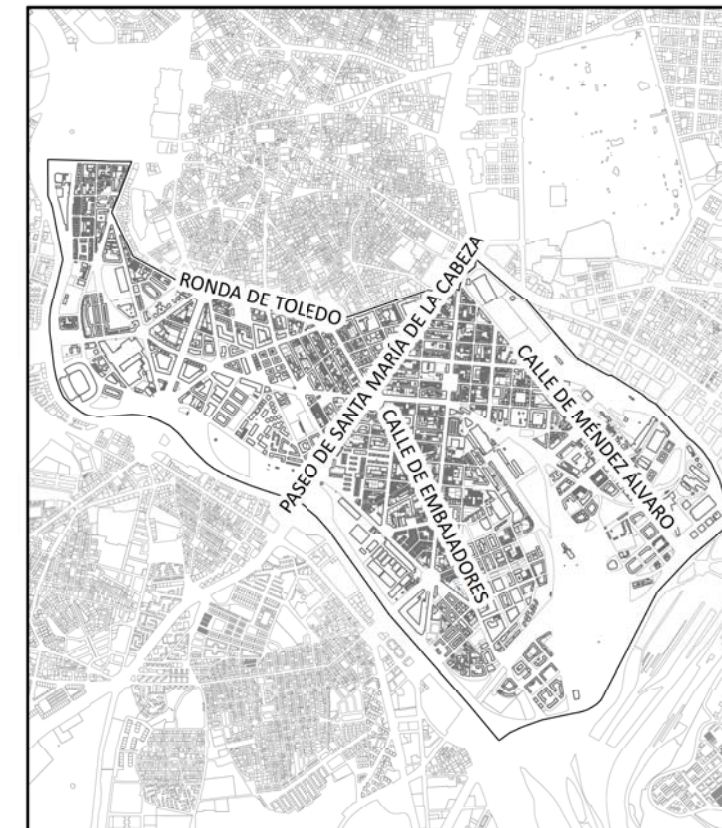 RONDA DE TOLEDO
PASEO DE SANTA MARÍA DE LA CABEZA
CALLE DE MÉNDEZ ÁLVARO
CALLE DE EMBAJADORES